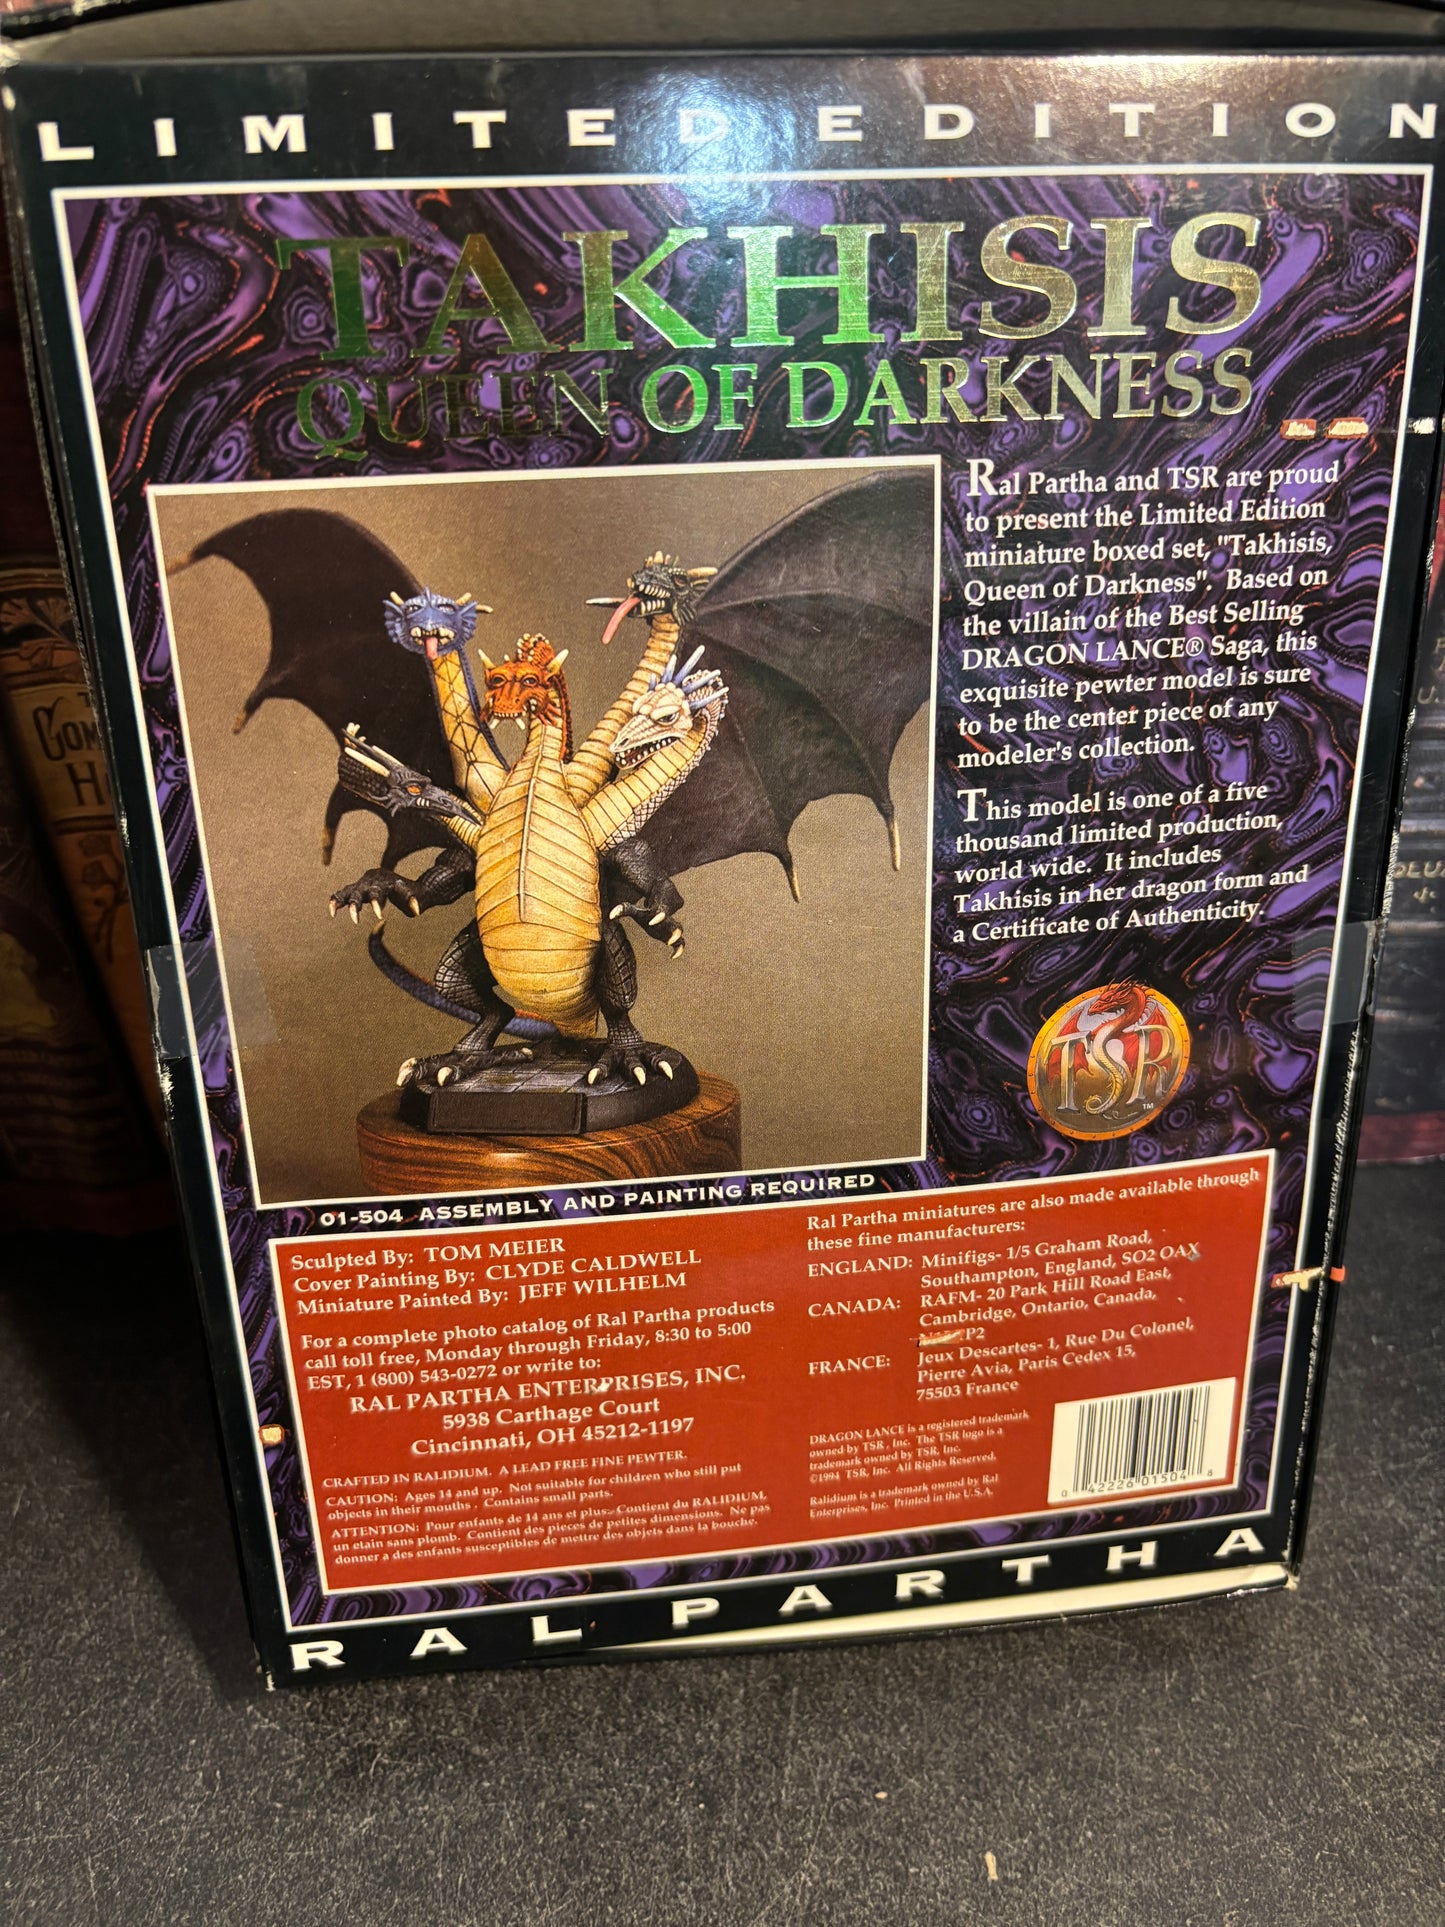 LIMITED EDITION
TAKHISIS
QUEEN OF DARKNESS
Ral Partha and TSR are proud
to present the Limited Edition
miniature boxed set, "Takhisis,
Queen of Darkness". Based on
the villain of the Best Selling
DRAGON LANCE® Saga, this
exquisite pewter model is sure
to be the center piece of any
modeler's collection.
This model is one of a five
thousand limited production,
world wide. It includes
Takhisis in her dragon form and
a Certificate of Authenticity.
TSR
TM
01-504 ASSEMBLY AND PAINTING REQUIRED
Sculpted By: TOM MEIER
Cover Painting By: CLYDE CALDWELL
Miniature Painted By: JEFF WILHELM
For a complete photo catalog of Ral Partha products
call toll free, Monday through Friday, 8:30 to 5:00
EST, 1 (800) 543-0272 or write to:
RAL PARTHA ENTERPRISES, INC.
5938 Carthage Court
Cincinnati, OH 45212-1197
CRAFTED IN RALIDIUM. A LEAD FREE FINE PEWTER.
CAUTION: Ages 14 and up. Not suitable for children who still put
objects in their mouths. Contains small parts.
ATTENTION: Pour enfants de 14 ans et plus. Contient du RALIDIUM,
un etain sans plomb. Contient des pieces de petites dimensions. Ne pas
donner a des enfants susceptibles de mettre des objets dans la bouche.
Ral Partha miniatures are also made available through
these fine manufacturers:
ENGLAND: Minifigs- 1/5 Graham Road,
Southampton, England, SO2 OAX
CANADA: RAFM- 20 Park Hill Road East,
Cambridge, Ontario, Canada,
P2
FRANCE: Jeux Descartes- 1, Rue Du Colonel,
Pierre Avia, Paris Cedex 15,
75503 France
DRAGON LANCE is a registered trademark
owned by TSR, Inc. The TSR logo is a
trademark owned by TSR, Inc.
©1994 TSR, Inc. All Rights Reserved.
Ralidium is a trademark owned by Ral
Enterprises, Inc. Printed in the U.S.A.
0 42226 01504 8
RAL PARTHA